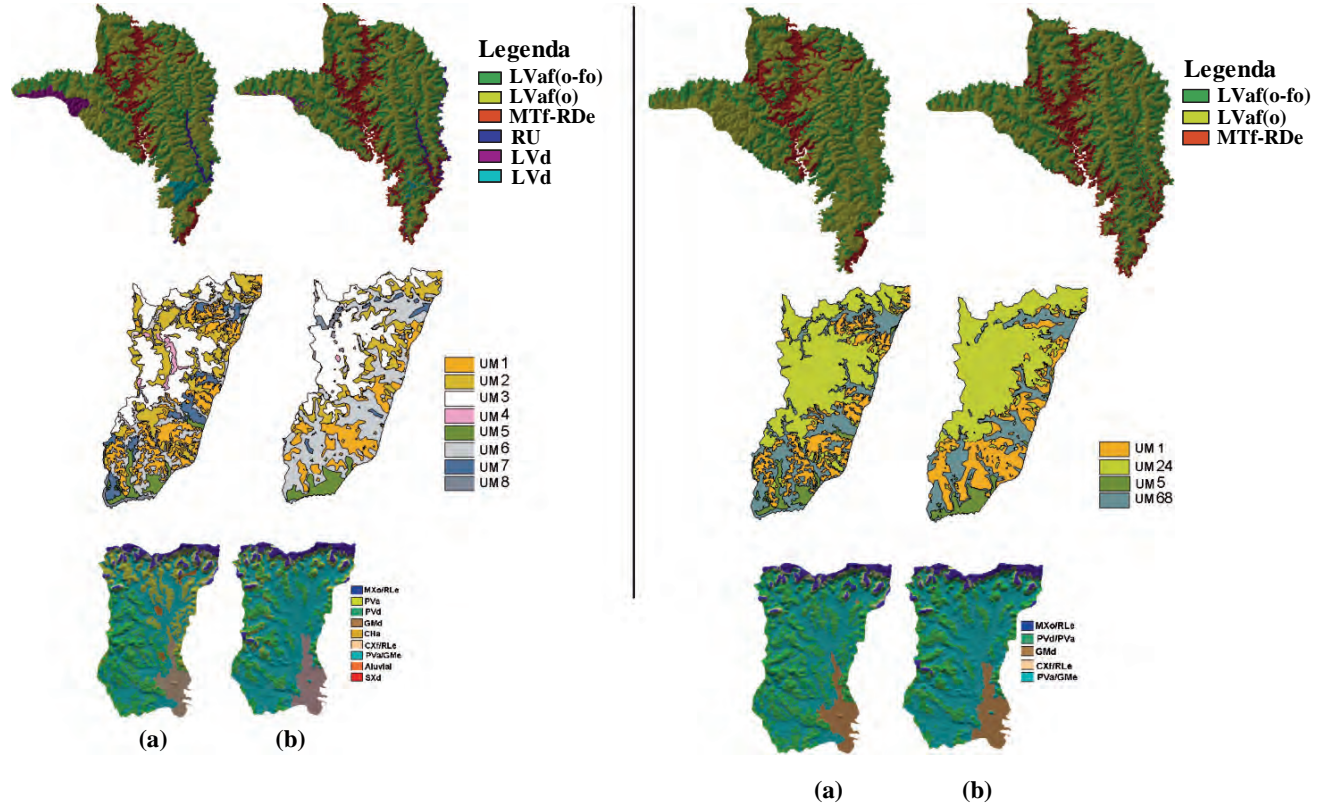 Legenda
LVaf(o-fo)
LVaf(o)
MTf-RDe
RU
LVd
LVd
UM 1
UM 2
UM 3
UM 4
UM 5
UM 6
UM 7
UM 8
MXo/RLe
PVa
PVd
GMd
CHa
CXf/RLe
PVa/GMe
Aluvial
SXd
(a)
(b)
Legenda
LVaf(o-fo)
LVaf(o)
MTf-RDe
UM 1
UM 24
UM 5
UM 68
MXo/RLe
PVd/PVa
GMd
CXf/RLe
PVa/GMe
(a)
(b)